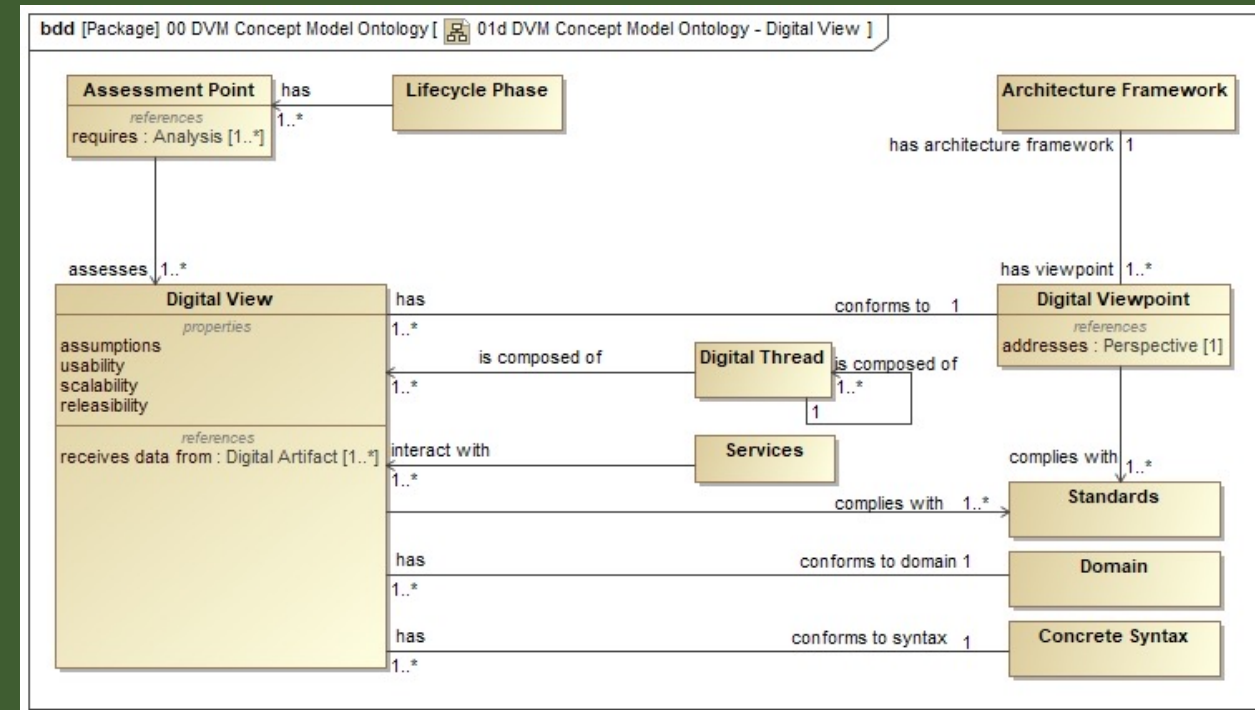 bdd [Package] 00 DVM Concept Model Ontology [ 01d DVM Concept Model Ontology - Digital View ]
Assessment Point
references
requires : Analysis [1..*]
has
1..*
Lifecycle Phase
Architecture Framework
has architecture framework 1
assesses 1..*
has viewpoint 1..*
Digital View
properties
assumptions
usability
scalability
releasibility
references
receives data from : Digital Artifact [1..*]
has
1..*
conforms to 1
Digital Viewpoint
references
addresses : Perspective [1]
is composed of
1..*
Digital Thread
is composed of
1..*
1
interact with
1..*
Services
complies with
1..*
complies with 1..*
Standards
has
1..*
conforms to domain 1
Domain
has
1..*
conforms to syntax 1
Concrete Syntax